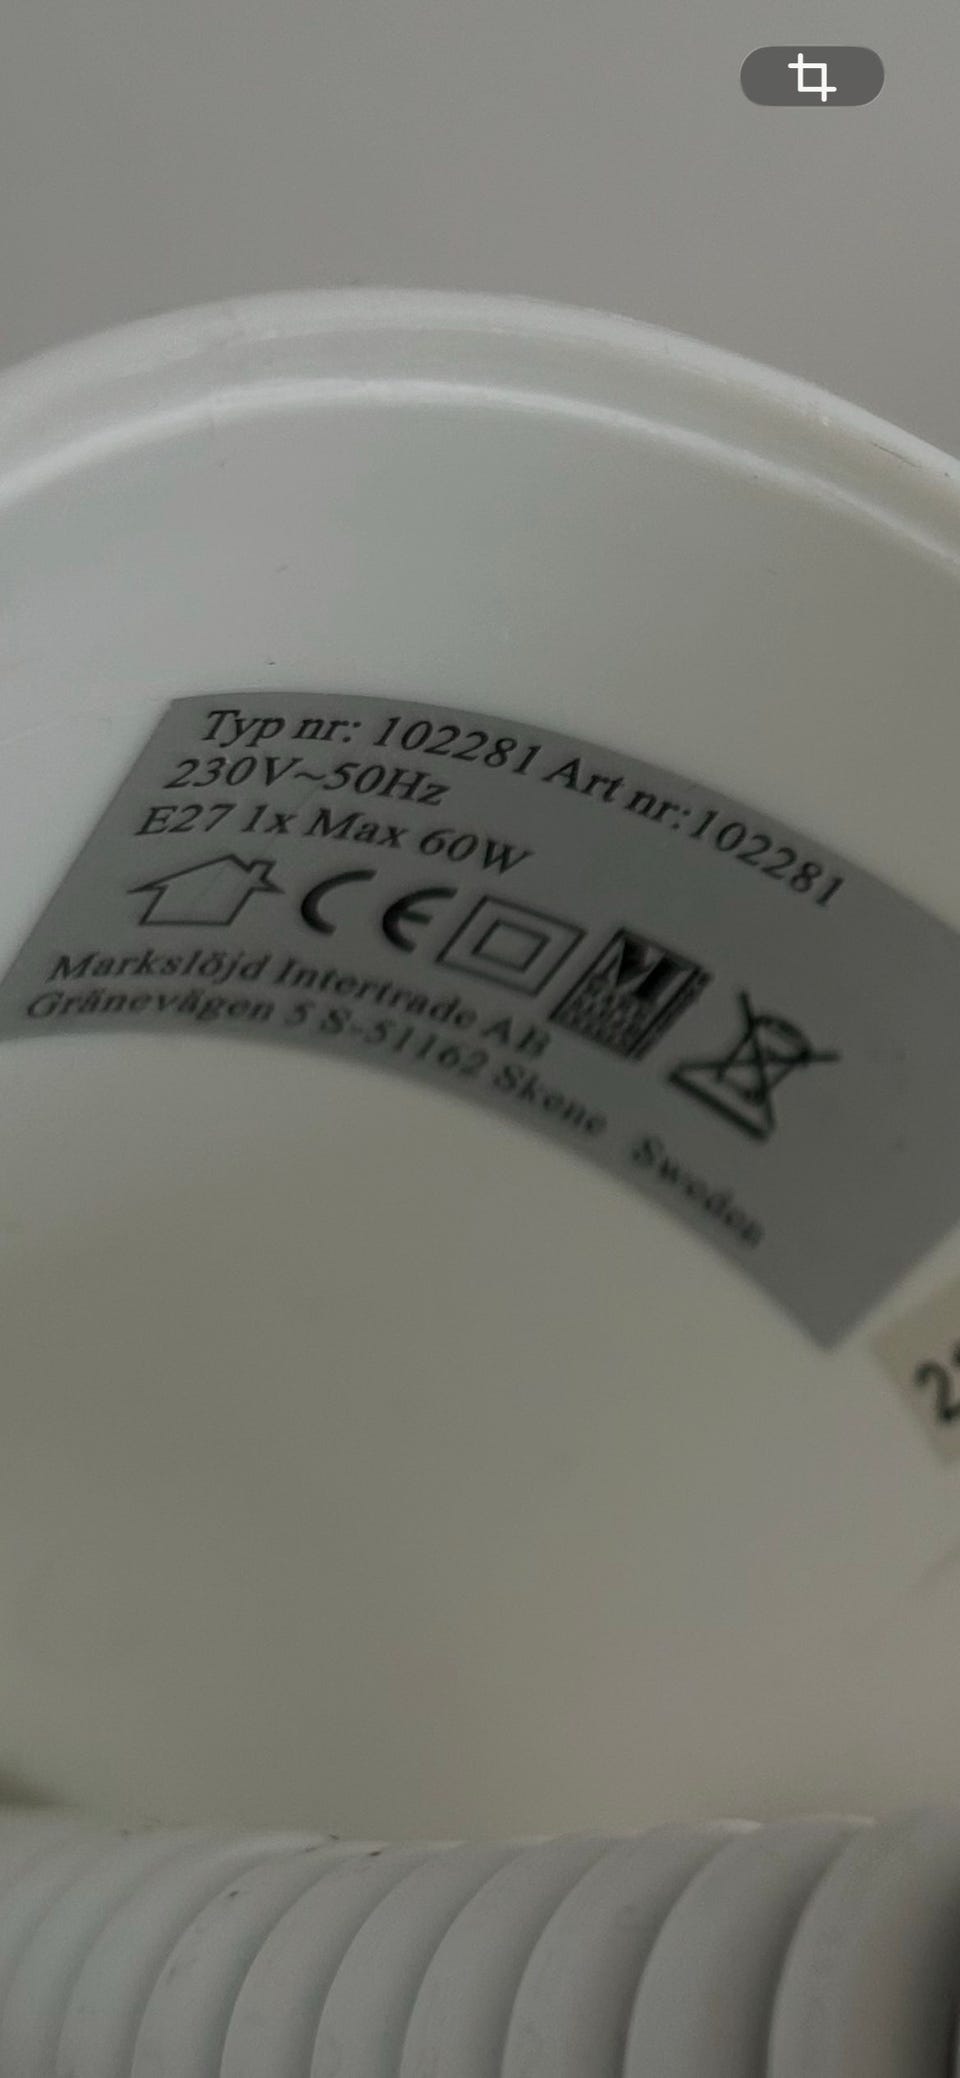 Typ nr: 102281 Art nr:102281
230V~50Hz
E27 1x Max 60W
CE
Markslöjd Intertrade AB
Gränevägen 5 S-51162 Skene Sweden